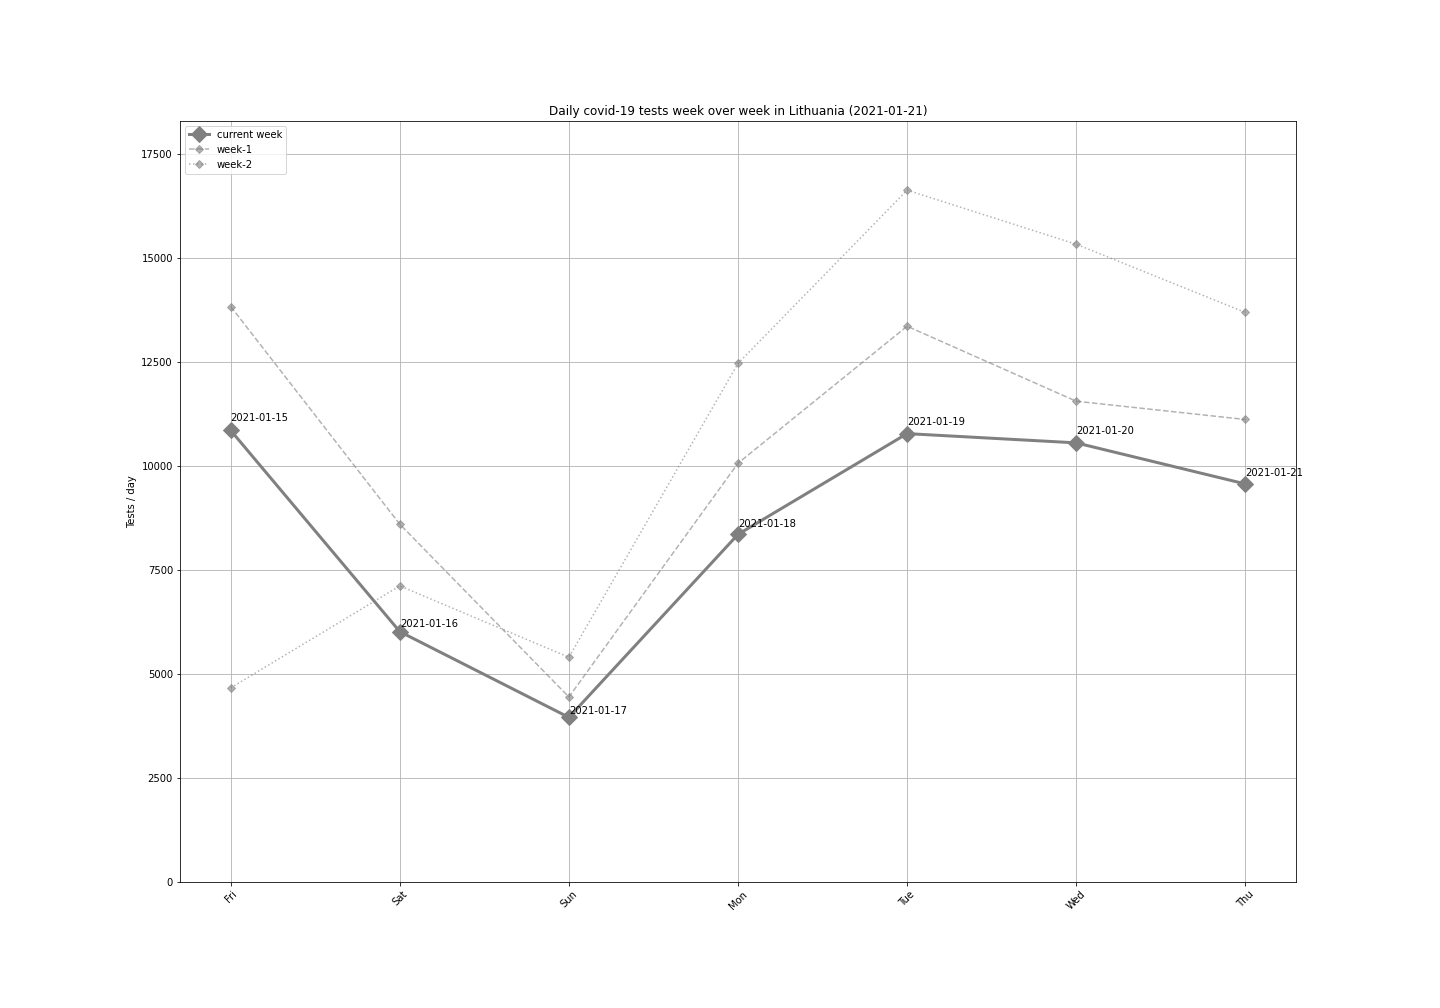 Daily covid-19 tests week over week in Lithuania (2021-01-21)
current week
week-1
week-2
17500
15000
12500
10000
7500
5000
2500
0
Tests / day
2021-01-15
2021-01-16
2021-01-17
2021-01-18
2021-01-19
2021-01-20
2021-01-21
Fri
Sat
Sun
Mon
Tue
Wed
Thu